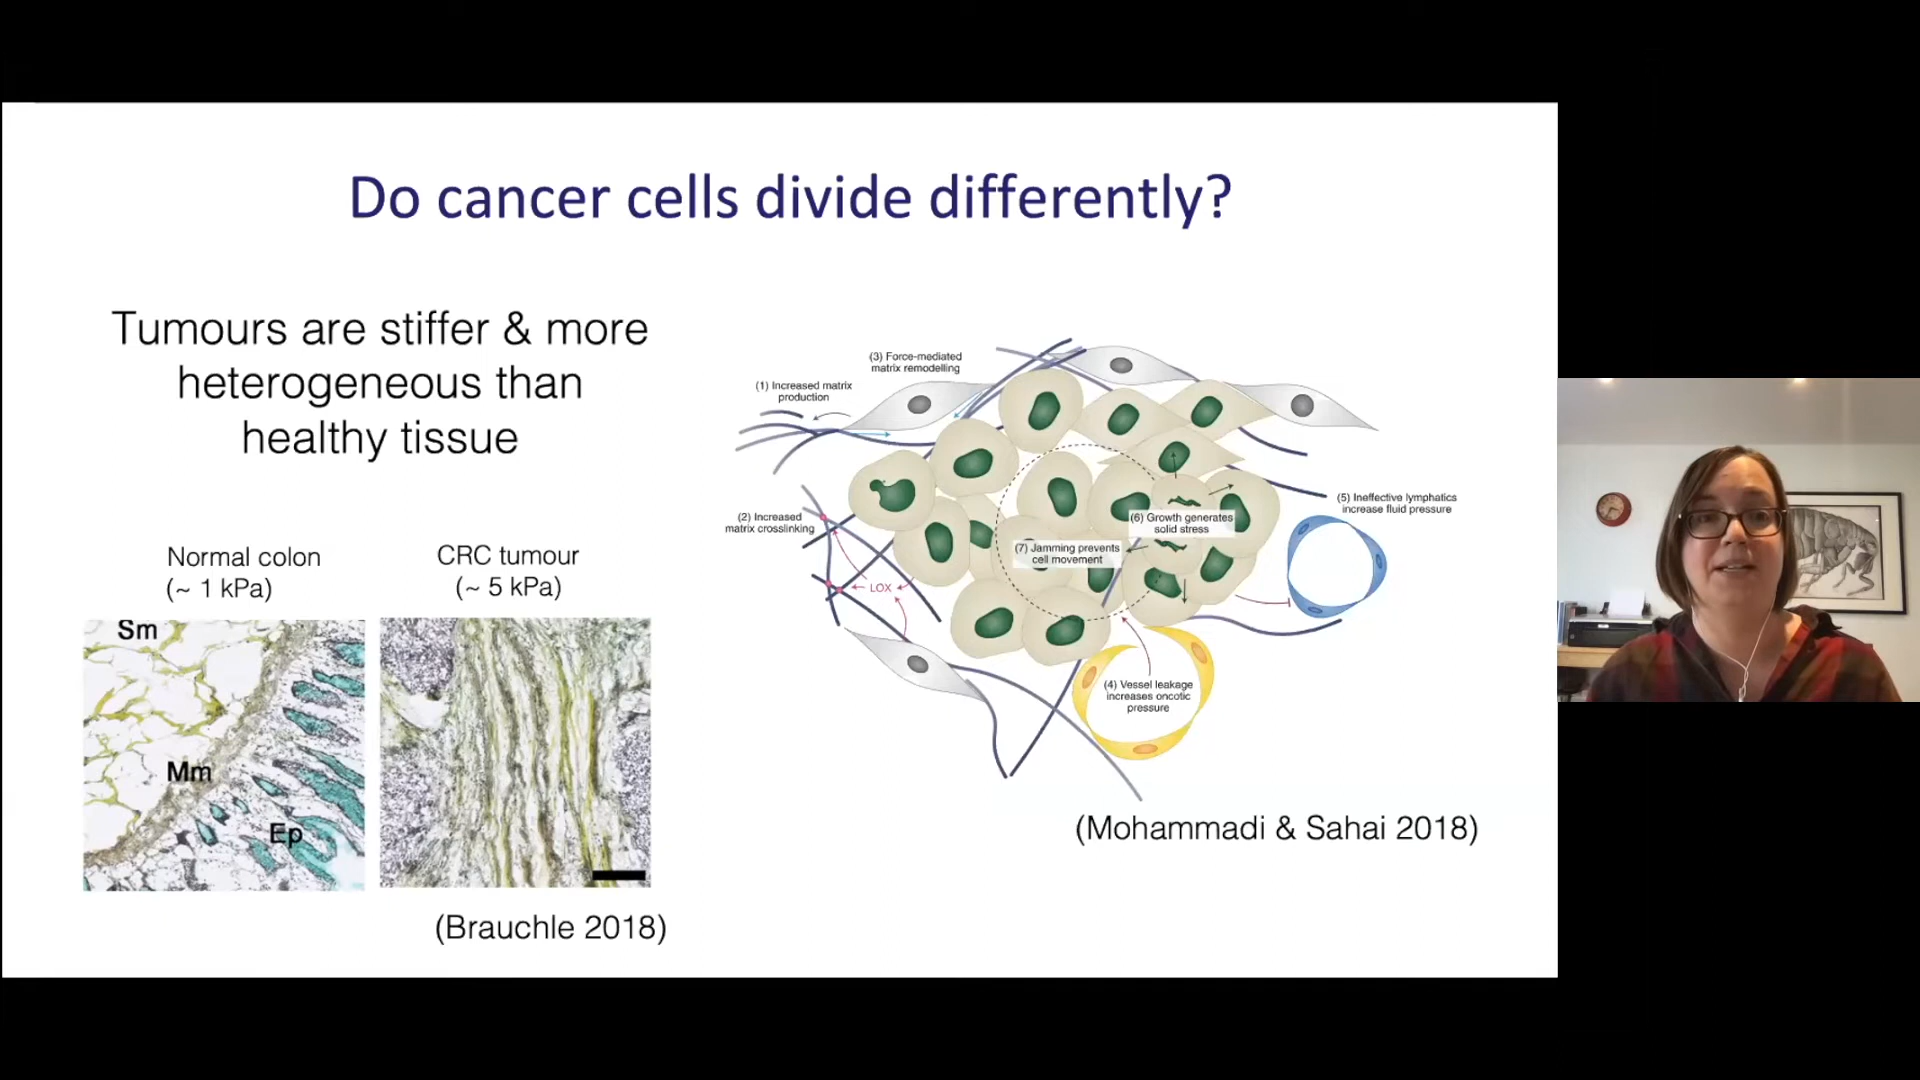 Do cancer cells divide differently?
Tumours are stiffer & more
heterogeneous than
healthy tissue
Normal colon
(~ 1 kPa)
CRC tumour
(~ 5 kPa)
Sm
Mm
Ep
(Brauchle 2018)
(3) Force-mediated
matrix remodelling
(1) Increased matrix
production
(2) Increased
matrix crosslinking
LOX
(5) Ineffective lymphatics
increase fluid pressure
(6) Growth generates
solid stress
(7) Jamming prevents
cell movement
(4) Vessel leakage
increases oncotic
pressure
(Mohammadi & Sahai 2018)